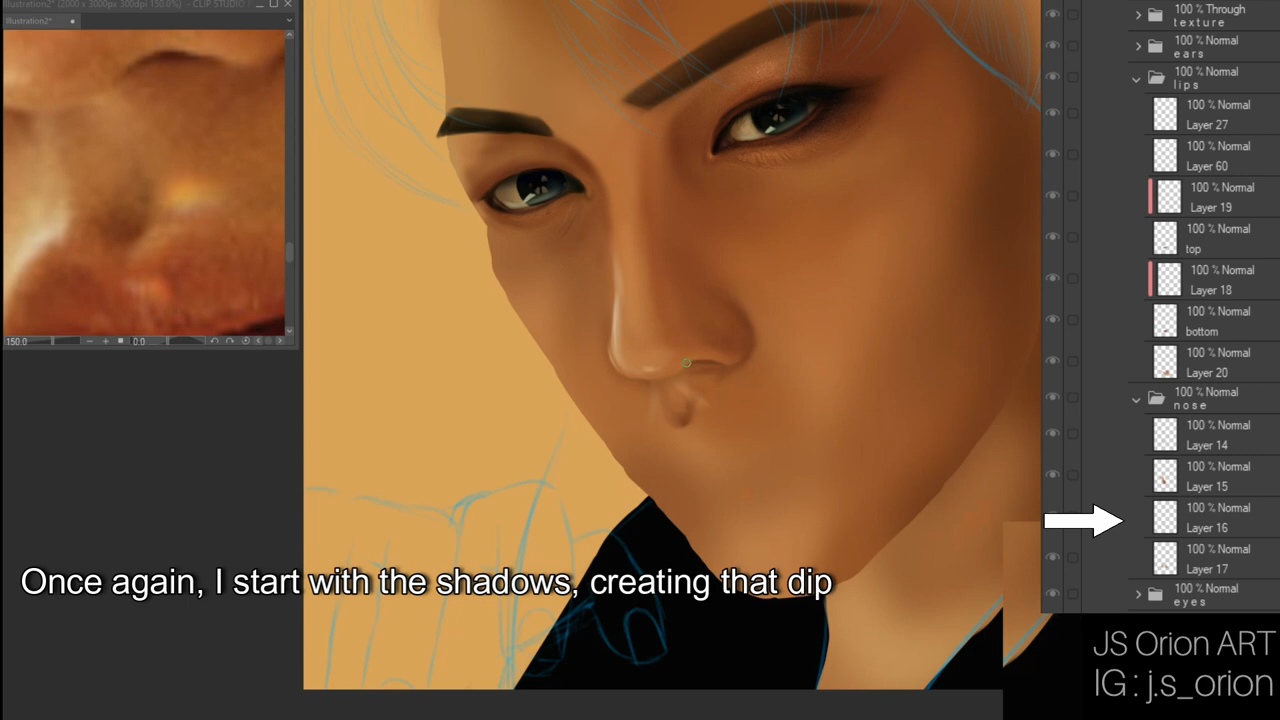 Illustration2* (2000 x 3000px 300dpi 150.0%) - CLIP STUDIO
Illustration2*
150.0
0.0
100 % Through
texture
100 % Normal
ears
100 % Normal
lips
100 % Normal
Layer 27
100 % Normal
Layer 60
100 % Normal
Layer 19
100 % Normal
top
100 % Normal
Layer 18
100 % Normal
bottom
100 % Normal
Layer 20
100 % Normal
nose
100 % Normal
Layer 14
100 % Normal
Layer 15
100 % Normal
Layer 16
100 % Normal
Layer 17
100 % Normal
eyes
Once again, I start with the shadows, creating that dip
JS Orion ART
IG : j.s_orion